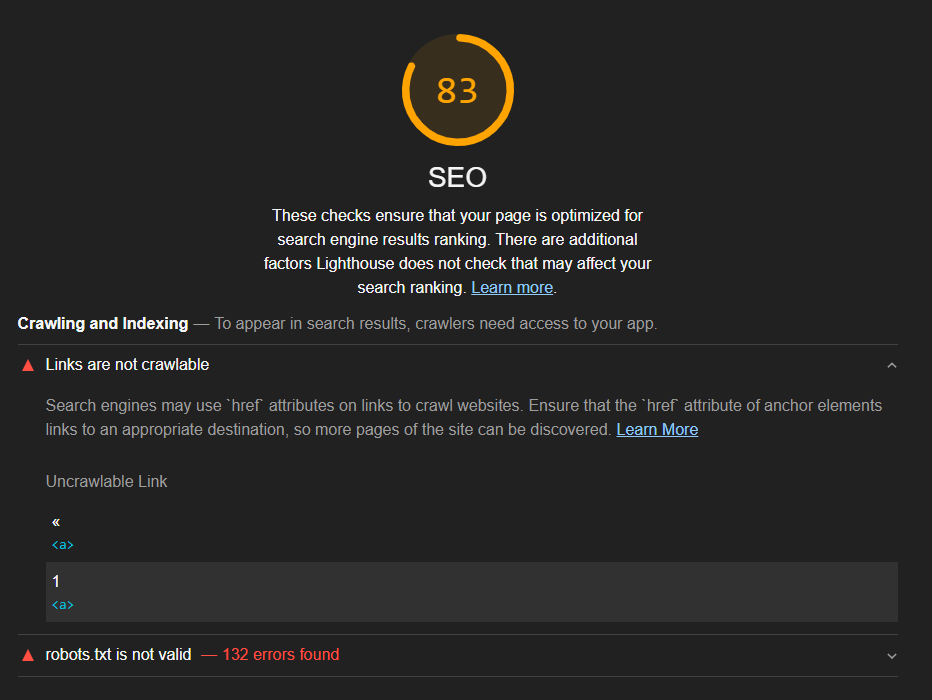 83
SEO
These checks ensure that your page is optimized for
search engine results ranking. There are additional
factors Lighthouse does not check that may affect your
search ranking. Learn more.
Crawling and Indexing — To appear in search results, crawlers need access to your app.
Links are not crawlable
Search engines may use `href` attributes on links to crawl websites. Ensure that the `href` attribute of anchor elements
links to an appropriate destination, so more pages of the site can be discovered. Learn More
Uncrawlable Link
«
<a>
1
<a>
robots.txt is not valid — 132 errors found